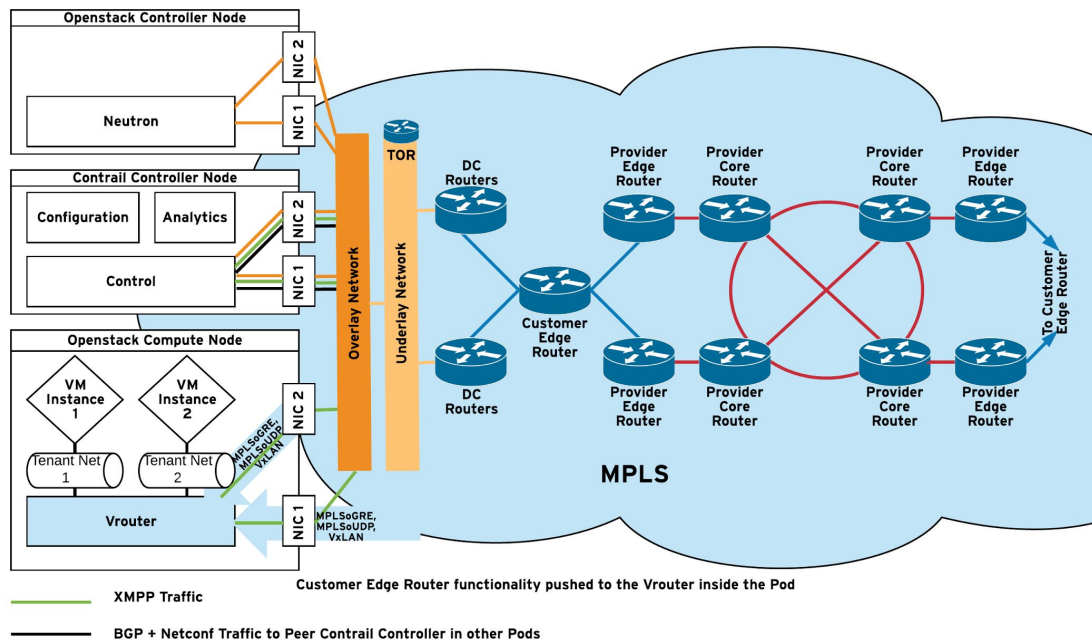 Openstack Controller Node
NIC 2
NIC 1
Neutron
Contrail Controller Node
Configuration
Analytics
Control
NIC 2
NIC 1
Openstack Compute Node
VM
Instance
1
VM
Instance
2
Tenant Net
1
Tenant Net
2
Vrouter
NIC 2
NIC 1
MPLSoGRE,
MPLSoUDP,
VxLAN
MPLSoGRE,
MPLSoUDP,
VxLAN
Overlay Network
TOR
Underlay Network
DC
Routers
DC
Routers
Customer
Edge
Router
Provider
Edge
Router
Provider
Core
Router
Provider
Core
Router
Provider
Edge
Router
Provider
Edge
Router
Provider
Core
Router
Provider
Core
Router
Provider
Edge
Router
To Customer
Edge Router
MPLS
Customer Edge Router functionality pushed to the Vrouter inside the Pod
XMPP Traffic
BGP + Netconf Traffic to Peer Contrail Controller in other Pods